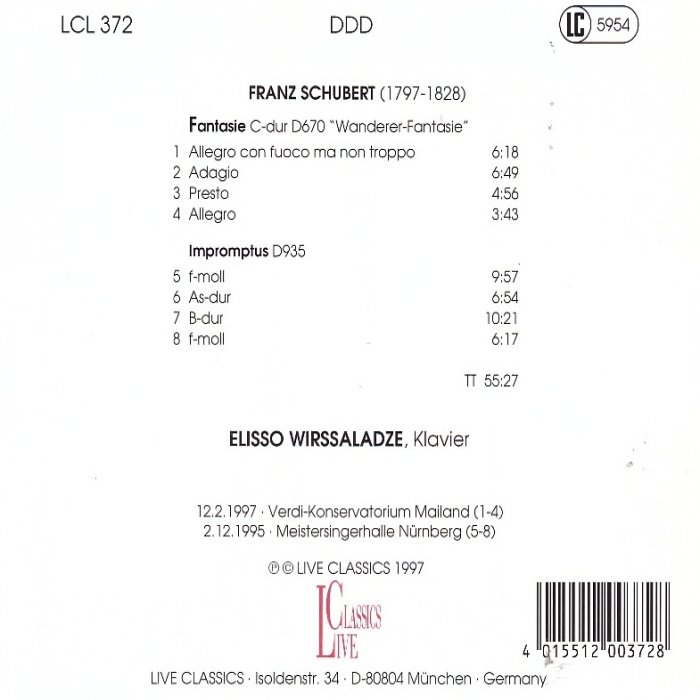 LCL 372 DDD LC 5954
FRANZ SCHUBERT (1797-1828)
Fantasie C-dur D670 "Wanderer-Fantasie"
1 Allegro con fuoco ma non troppo 6:18
2 Adagio 6:49
3 Presto 4:56
4 Allegro 3:43
Impromptus D935
5 f-moll 9:57
6 As-dur 6:54
7 B-dur 10:21
8 f-moll 6:17
TT 55:27
ELISSO WIRSSALADZE, Klavier
12.2.1997 · Verdi-Konservatorium Mailand (1-4)
2.12.1995 · Meistersingerhalle Nürnberg (5-8)
℗ © LIVE CLASSICS 1997
LIVE CLASSICS
4 015512 003728
LIVE CLASSICS · Isoldenstr. 34 · D-80804 München · Germany